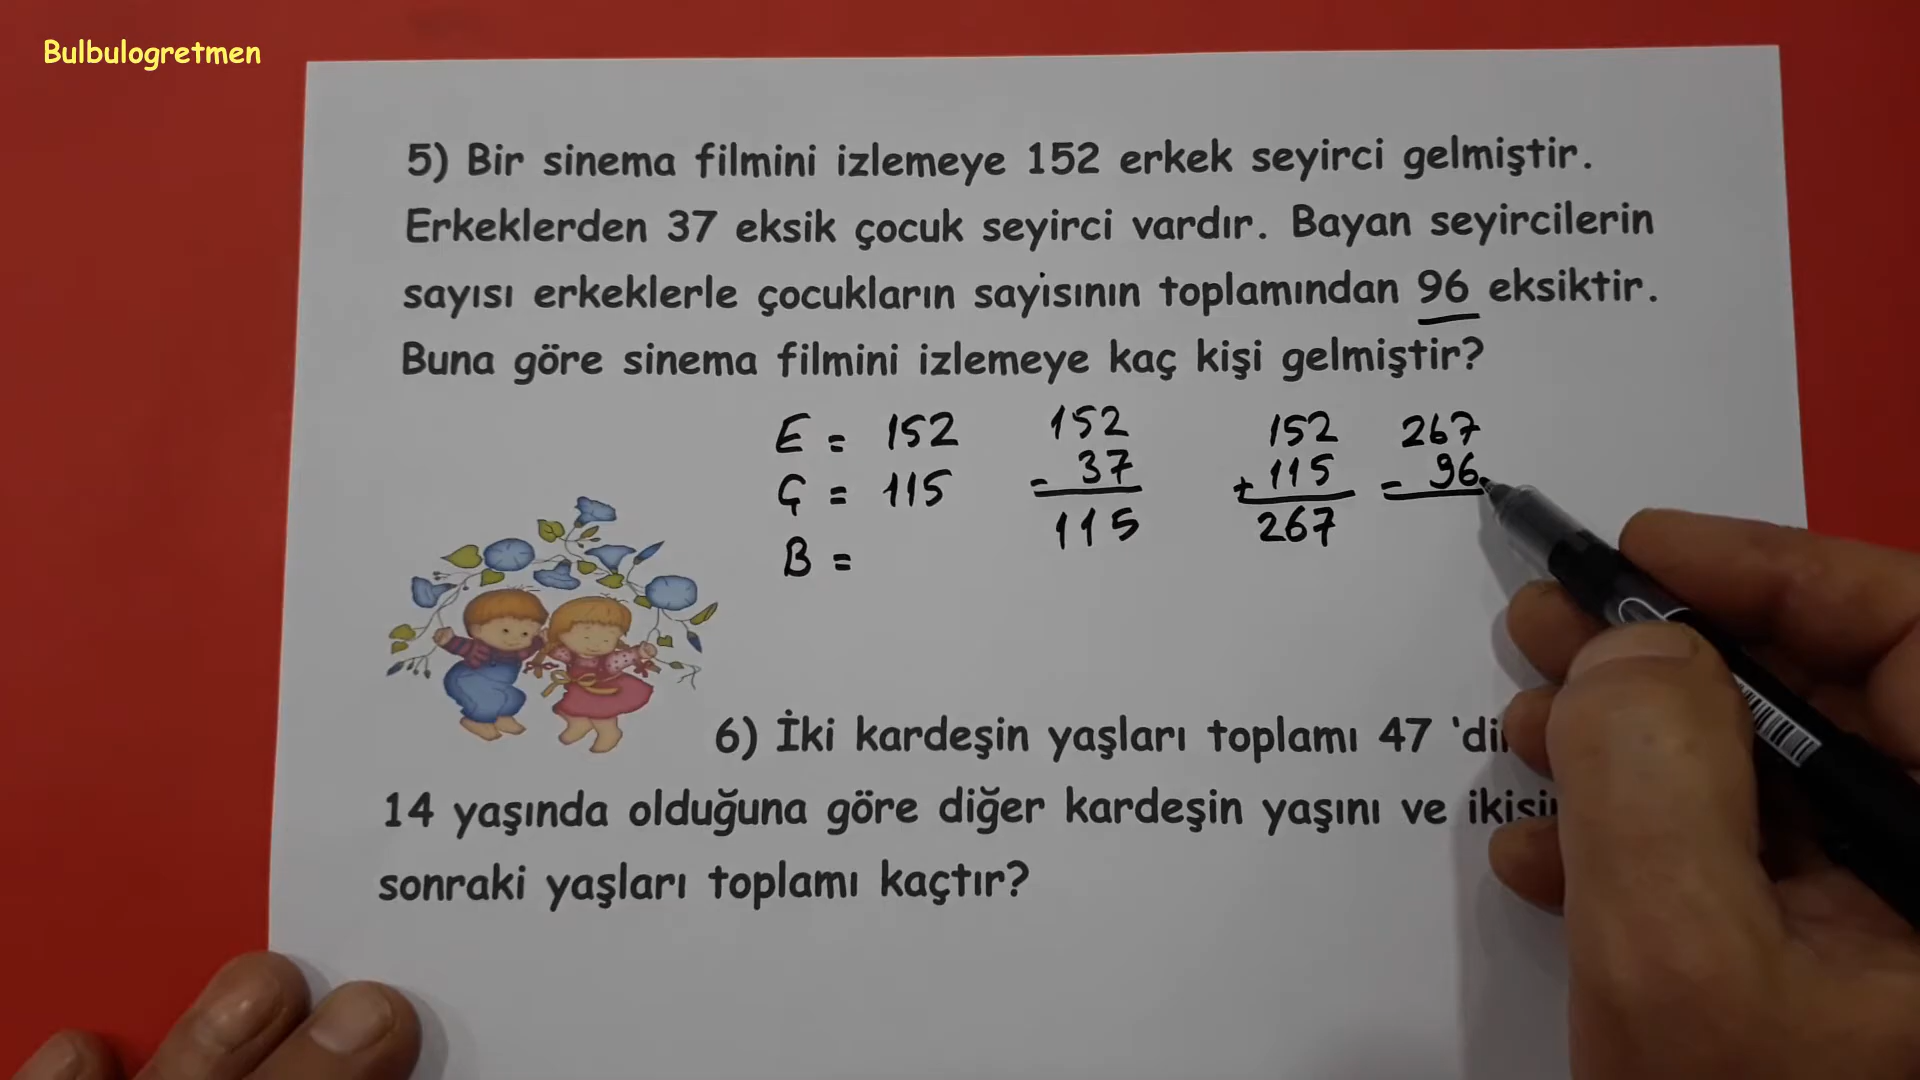 Bulbulogretmen
5) Bir sinema filmini izlemeye 152 erkek seyirci gelmiştir.
Erkeklerden 37 eksik çocuk seyirci vardır. Bayan seyircilerin
sayısı erkeklerle çocukların sayisının toplamından 96 eksiktir.
Buna göre sinema filmini izlemeye kaç kişi gelmiştir?
E = 152
Ç = 115
B =
152
- 37
115
152
+ 115
267
267
- 96
6) İki kardeşin yaşları toplamı 47 'di
14 yaşında olduğuna göre diğer kardeşin yaşını ve
sonraki yaşları toplamı kaçtır?